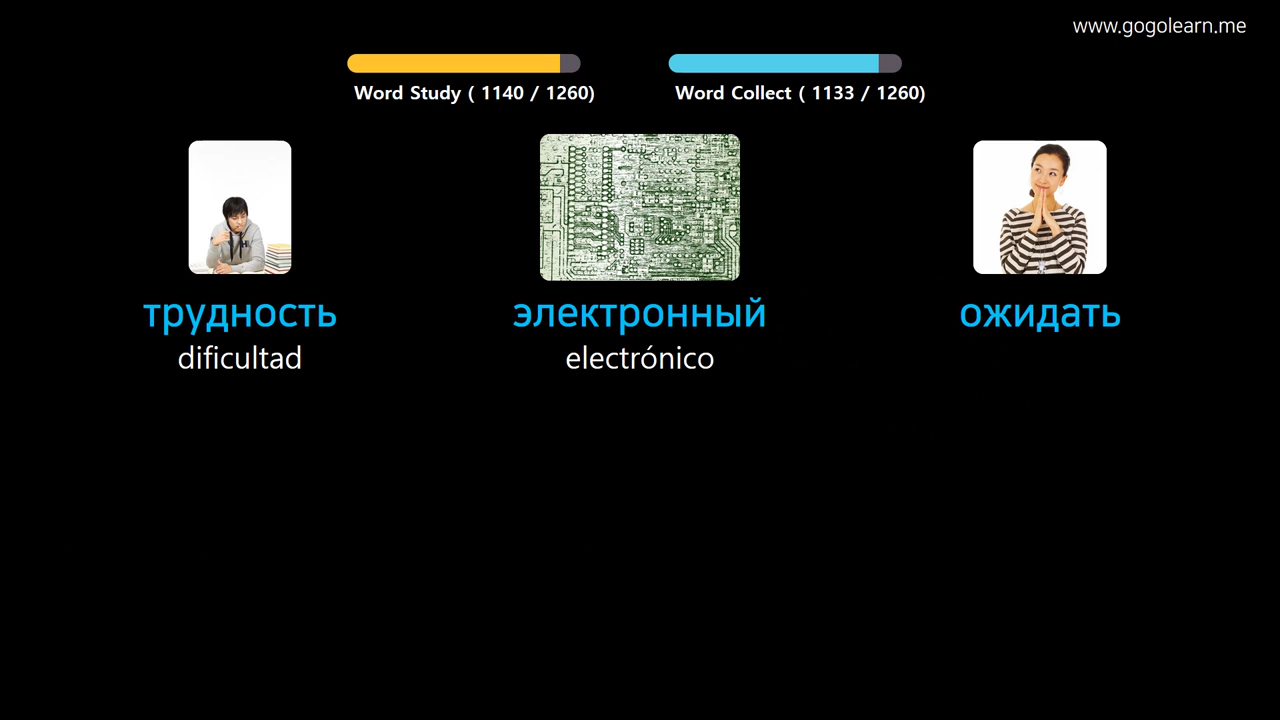 www.gogolearn.me
Word Study ( 1140 / 1260)
Word Collect ( 1133 / 1260)
трудность
электронный
ожидать
dificultad
electrónico